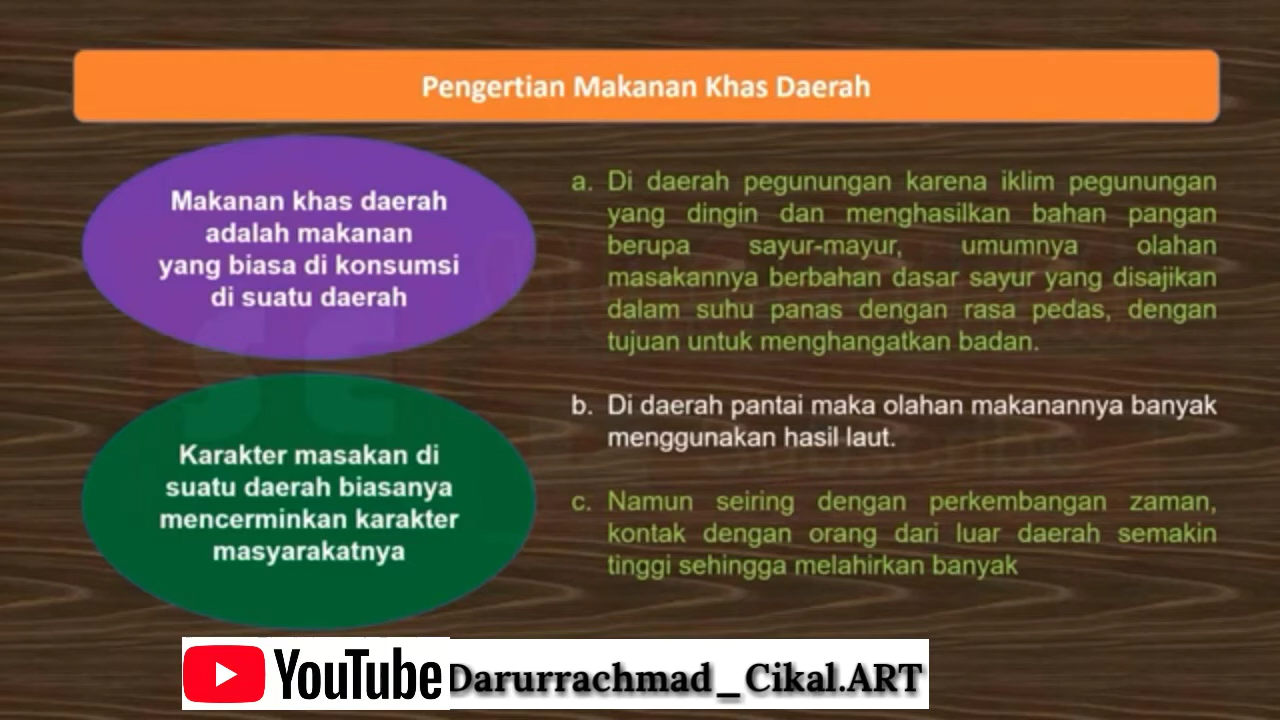 Pengertian Makanan Khas Daerah
Makanan khas daerah
adalah makanan
yang biasa di konsumsi
di suatu daerah
Karakter masakan di
suatu daerah biasanya
mencerminkan karakter
masyarakatnya
a. Di daerah pegunungan karena iklim pegunungan
yang dingin dan menghasilkan bahan pangan
berupa sayur-mayur, umumnya olahan
masakannya berbahan dasar sayur yang disajikan
dalam suhu panas dengan rasa pedas, dengan
tujuan untuk menghangatkan badan.
b. Di daerah pantai maka olahan makanannya banyak
menggunakan hasil laut.
c. Namun seiring dengan perkembangan zaman,
kontak dengan orang dari luar daerah semakin
tinggi sehingga melahirkan banyak
YouTube Darurrachmad_Cikal.ART